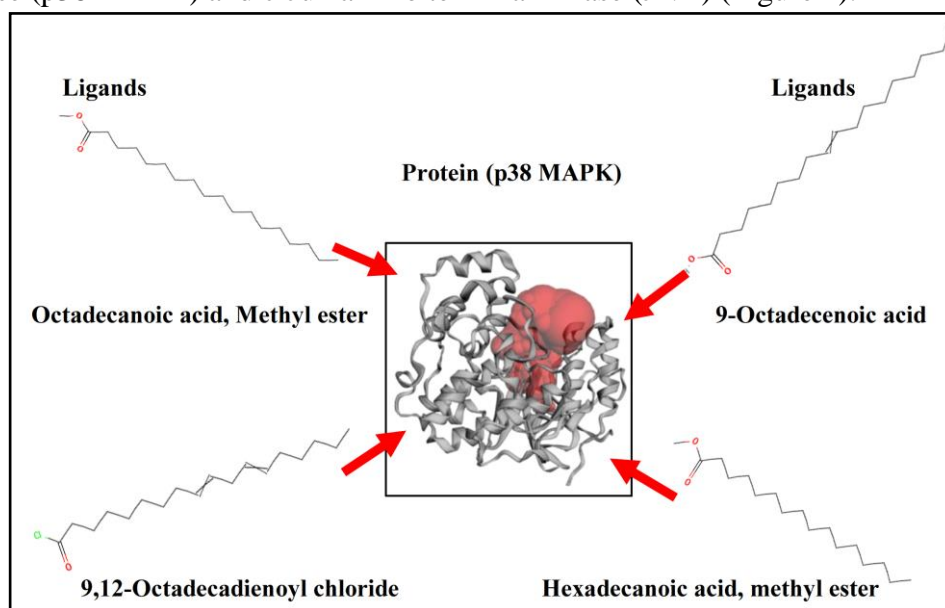 Ligands
Ligands
Protein (p38 MAPK)
Octadecanoic acid, Methyl ester
9-Octadecenoic acid
9,12-Octadecadienoyl chloride
Hexadecanoic acid, methyl ester